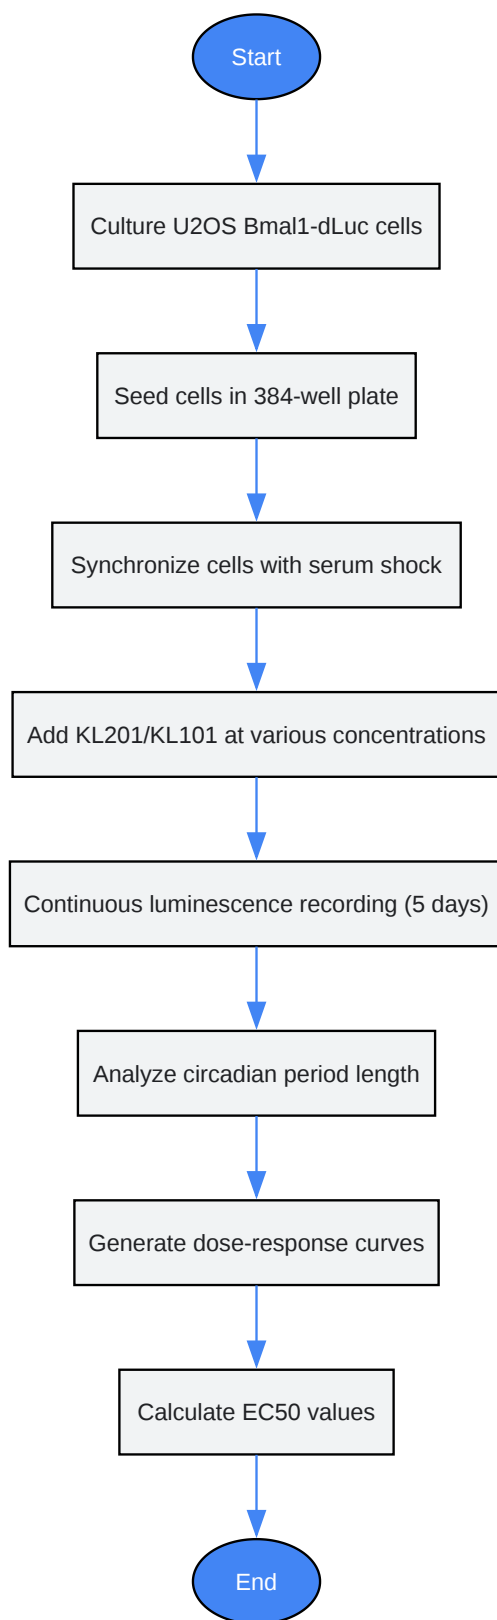 Start
Culture U2OS Bmal1-dLuc cells
Seed cells in 384-well plate
Synchronize cells with serum shock
Add KL201/KL101 at various concentrations
Continuous luminescence recording (5 days)
Analyze circadian period length
Generate dose-response curves
Calculate EC50 values
End